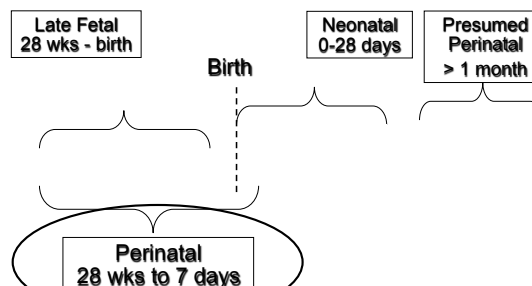 Late Fetal
28 wks - birth
Birth
Neonatal
0-28 days
Presumed
Perinatal
> 1 month
Perinatal
28 wks to 7 days